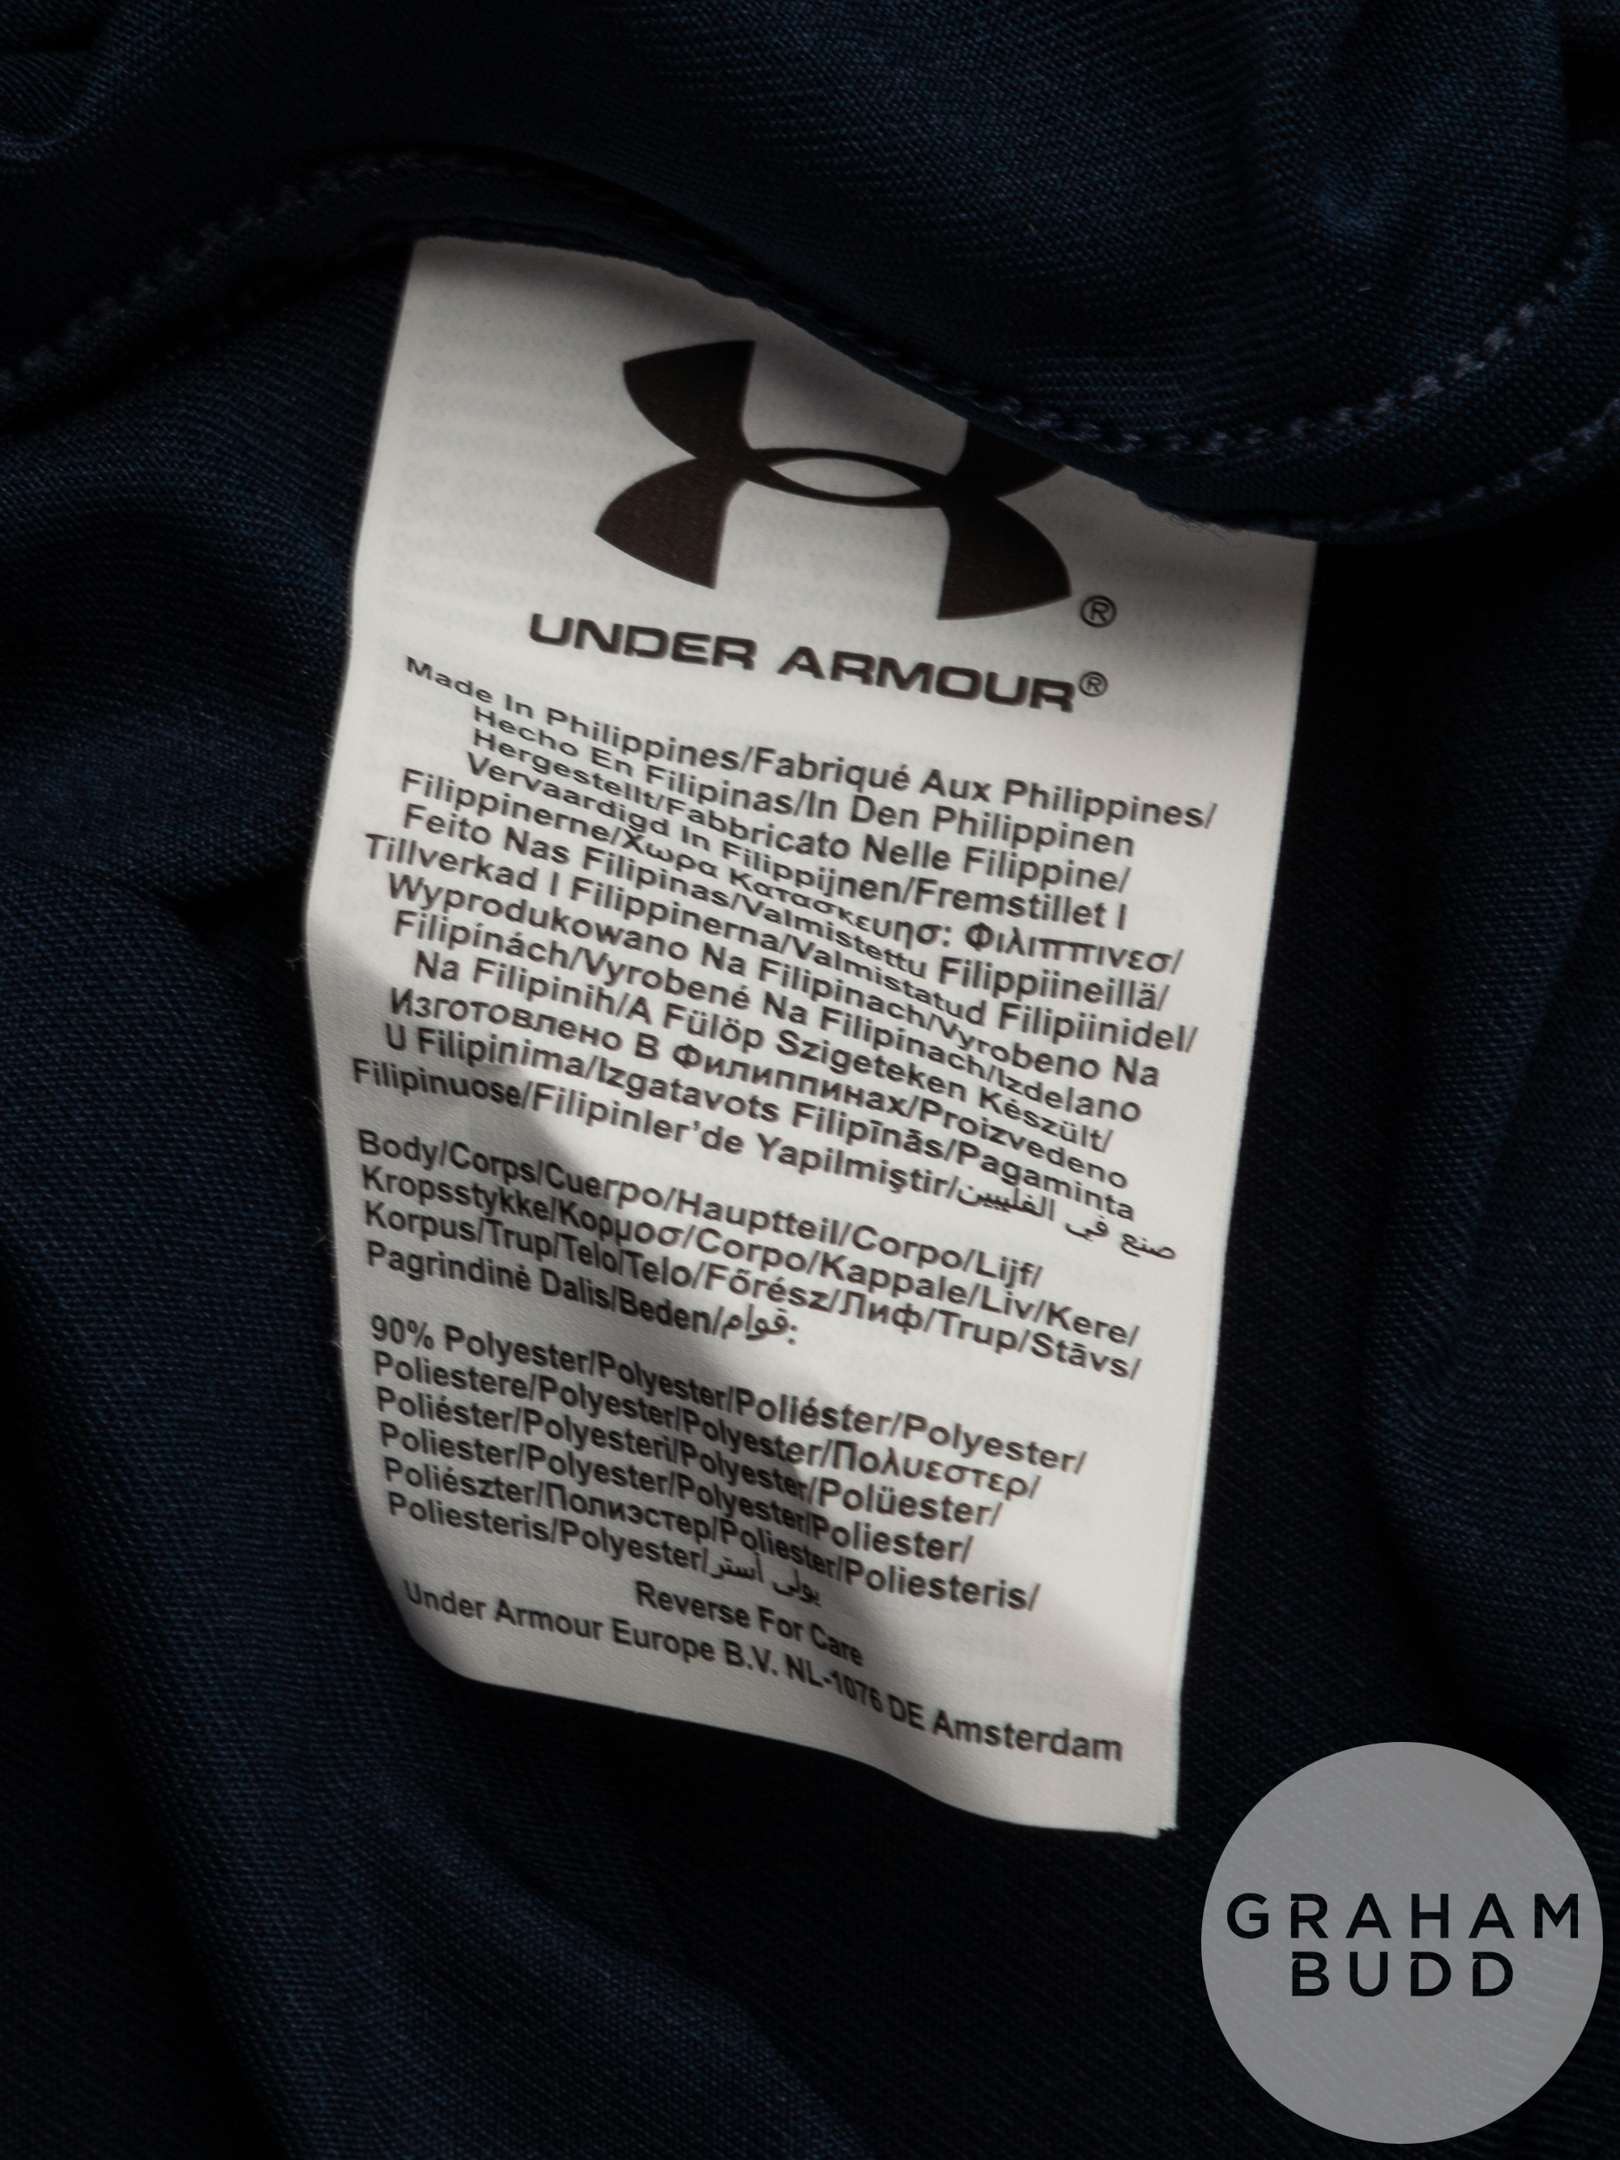 ®
UNDER ARMOUR®
Made In Philippines/Fabriqué Aux Philippines/
Hecho En Filipinas/In Den Philippinen
Hergestellt/Fabbricato Nelle Filippine/
Vervaardigd In Filippijnen/Fremstillet I
Filippinerne/Χωρα Κατασκευησ: Φιλιππινεσ/
Feito Nas Filipinas/Valmistettu Filippiineillä/
Tillverkad I Filippinerna/Valmistatud Filipiinidel/
Wyprodukowano Na Filipinach/Vyrobeno Na
Filipínách/Vyrobené Na Filipínach/Izdelano
Na Filipinih/A Fülöp Szigeteken Készült/
Изготовлено В Филиппинах/Proizvedeno
U Filipinima/Izgatavots Filipīnās/Pagaminta
Filipinuose/Filipinler’de Yapilmiştir/صنع في الفلبين
Body/Corps/Cuerpo/Hauptteil/Corpo/Lijf/
Kropsstykke/Κορμοσ/Corpo/Kappale/Liv/Kere/
Korpus/Trup/Telo/Telo/Főrész/Лиф/Trup/Stāvs/
Pagrindinė Dalis/Beden/قوام:
90% Polyester/Polyester/Poliéster/Polyester/
Poliestere/Polyester/Polyester/Πολυεστερ/
Poliéster/Polyesteri/Polyester/Polüester/
Poliester/Polyester/Polyester/Poliester/
Poliészter/Полиэстер/Poliester/Poliesteris/
Poliesteris/Polyester/بولى أستر
Reverse For Care
Under Armour Europe B.V. NL-1076 DE Amsterdam
GRAHAM
BUDD